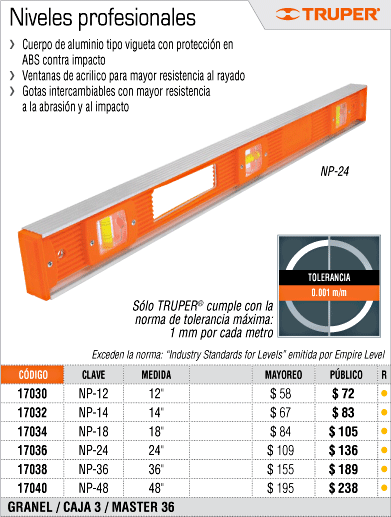 Niveles profesionales
TRUPER®
› Cuerpo de aluminio tipo vigueta con protección en
ABS contra impacto
› Ventanas de acrílico para mayor resistencia al rayado
› Gotas intercambiables con mayor resistencia
a la abrasión y al impacto
NP-24
Sólo TRUPER® cumple con la
norma de tolerancia máxima:
1 mm por cada metro
TOLERANCIA
0.001 m/m
Exceden la norma: "Industry Standards for Levels" emitida por Empire Level
CÓDIGO CLAVE MEDIDA MAYOREO PÚBLICO R
17030 NP-12 12" $ 58 $ 72
17032 NP-14 14" $ 67 $ 83
17034 NP-18 18" $ 84 $ 105
17036 NP-24 24" $ 109 $ 136
17038 NP-36 36" $ 155 $ 189
17040 NP-48 48" $ 195 $ 238
GRANEL / CAJA 3 / MASTER 36